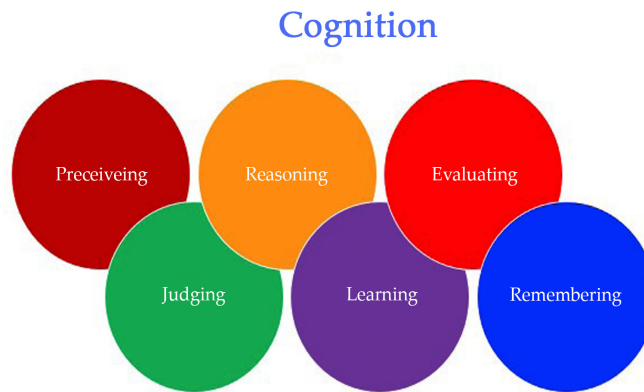 Cognition
Preceiveing
Reasoning
Evaluating
Judging
Learning
Remembering